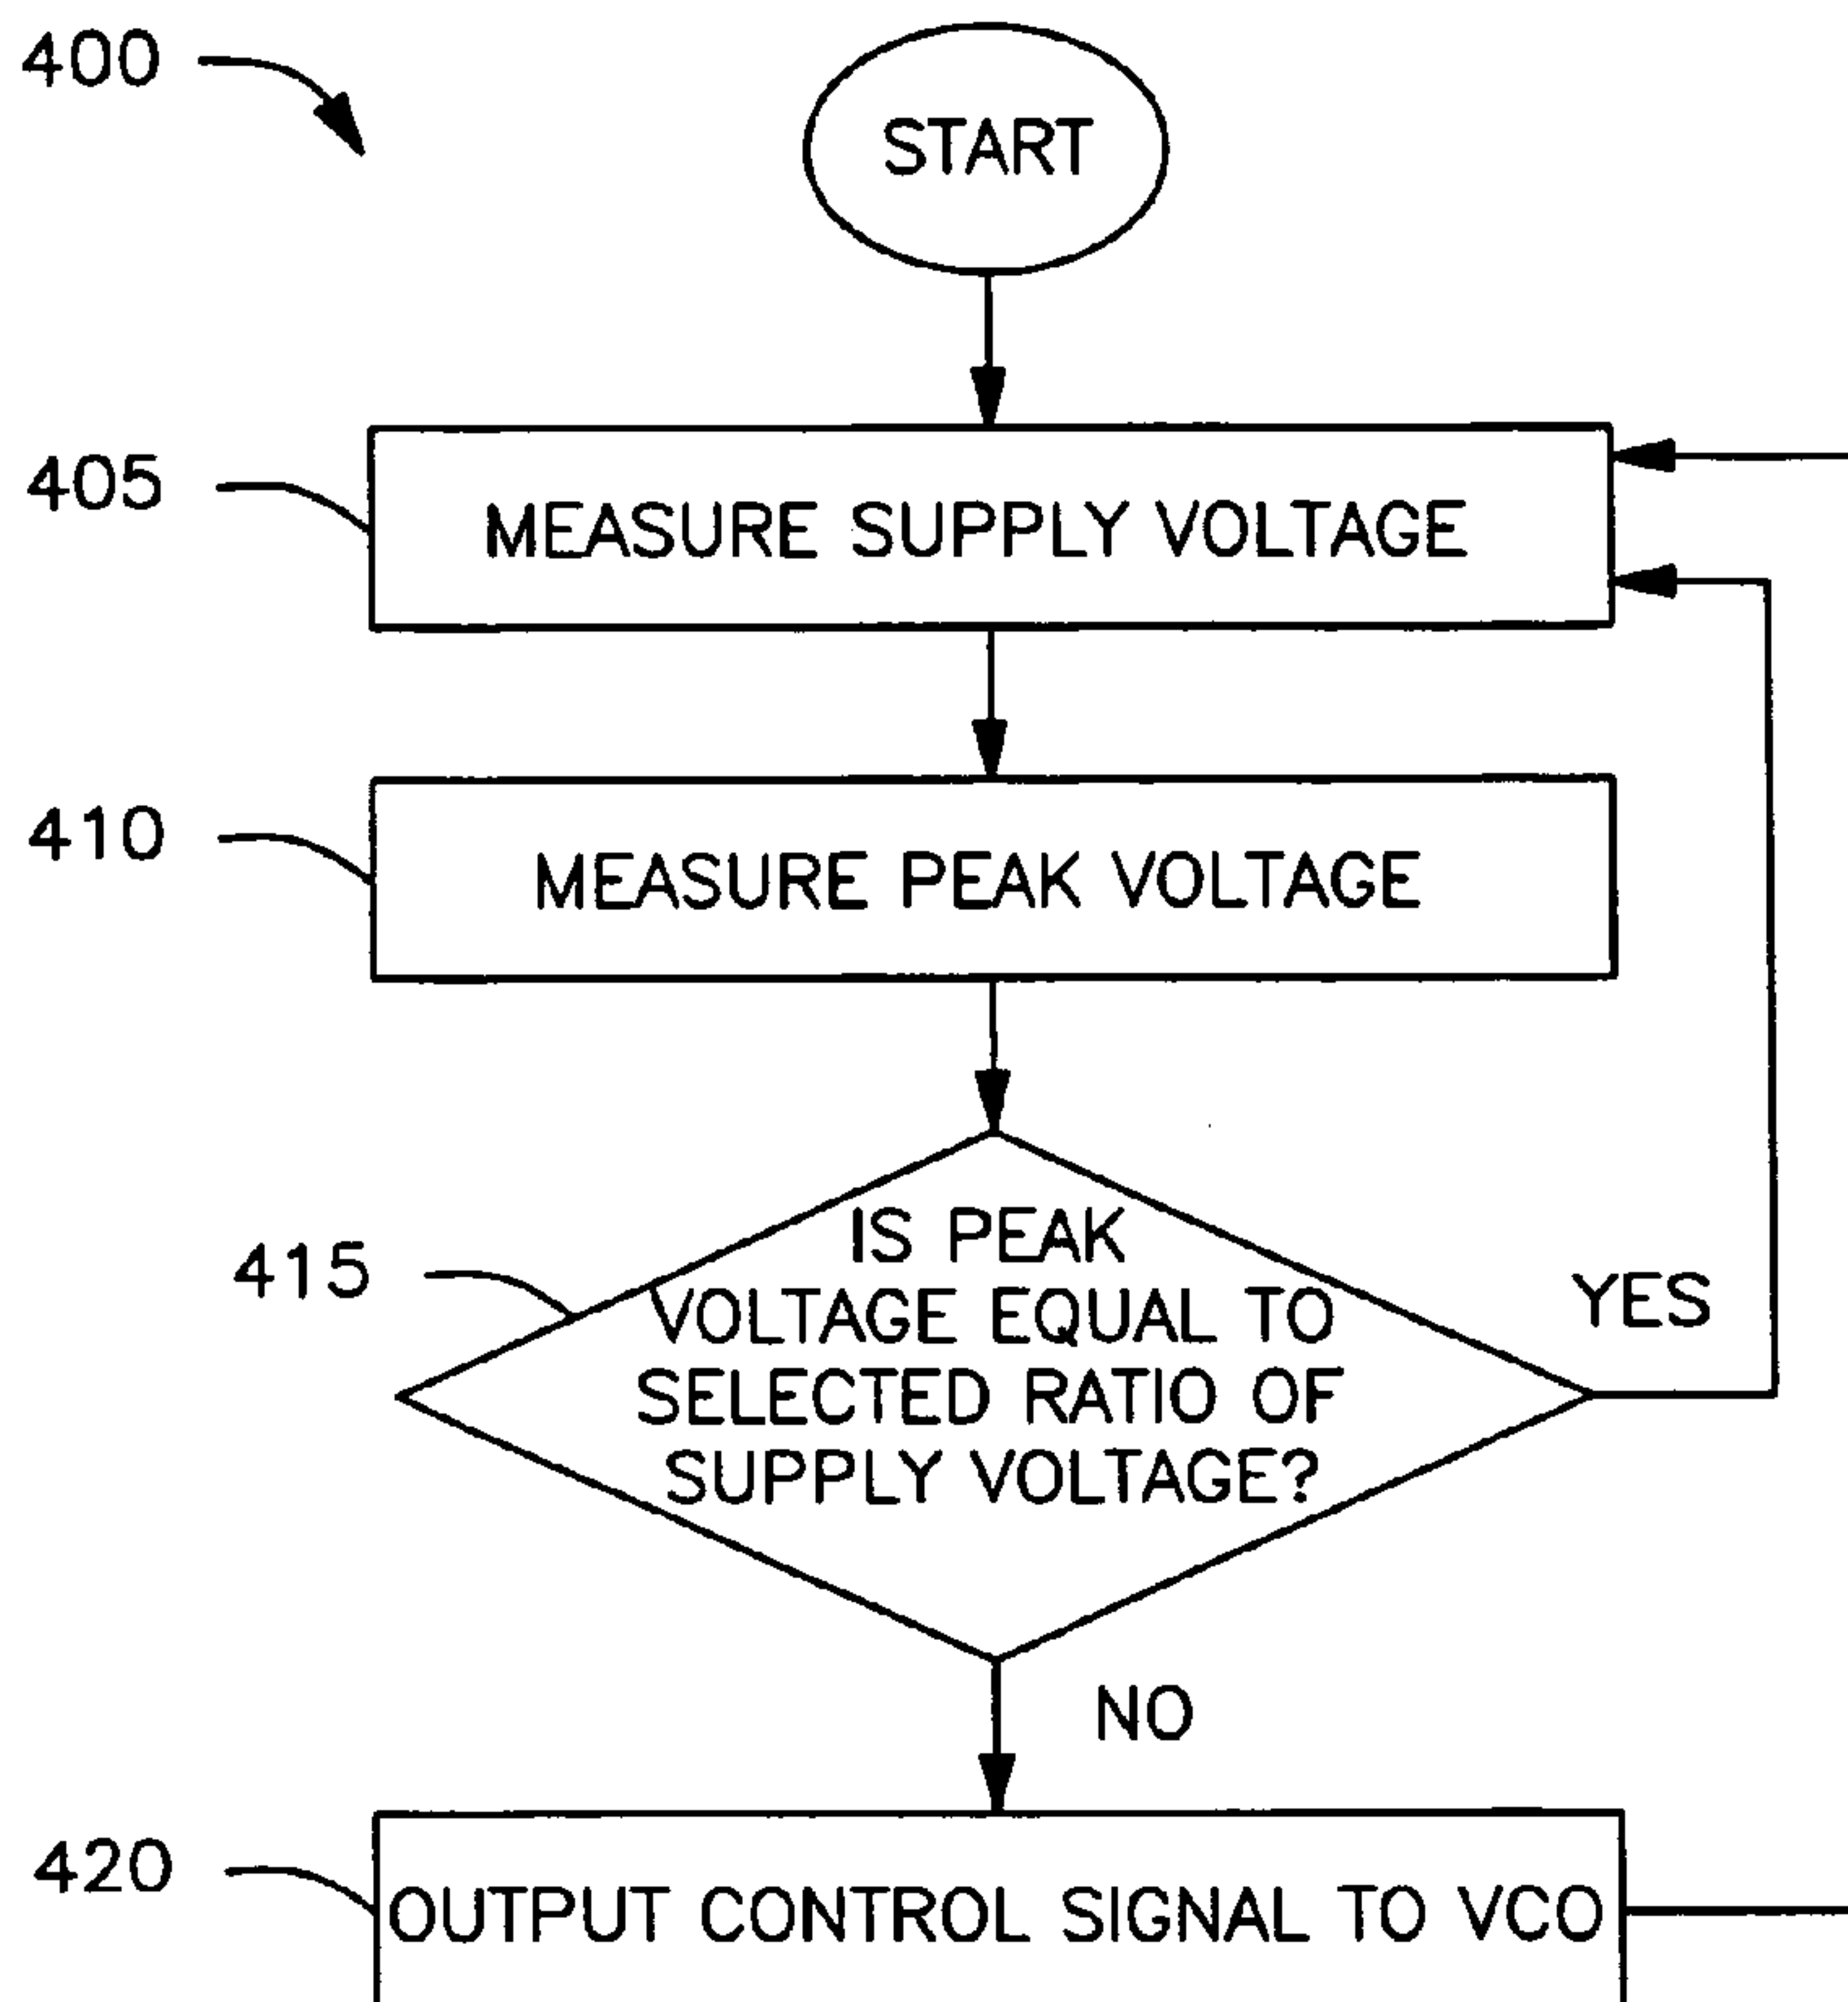 400
START
405
MEASURE SUPPLY VOLTAGE
410
MEASURE PEAK VOLTAGE
415
IS PEAK
VOLTAGE EQUAL TO
SELECTED RATIO OF
SUPPLY VOLTAGE?
YES
NO
420
OUTPUT CONTROL SIGNAL TO VCO